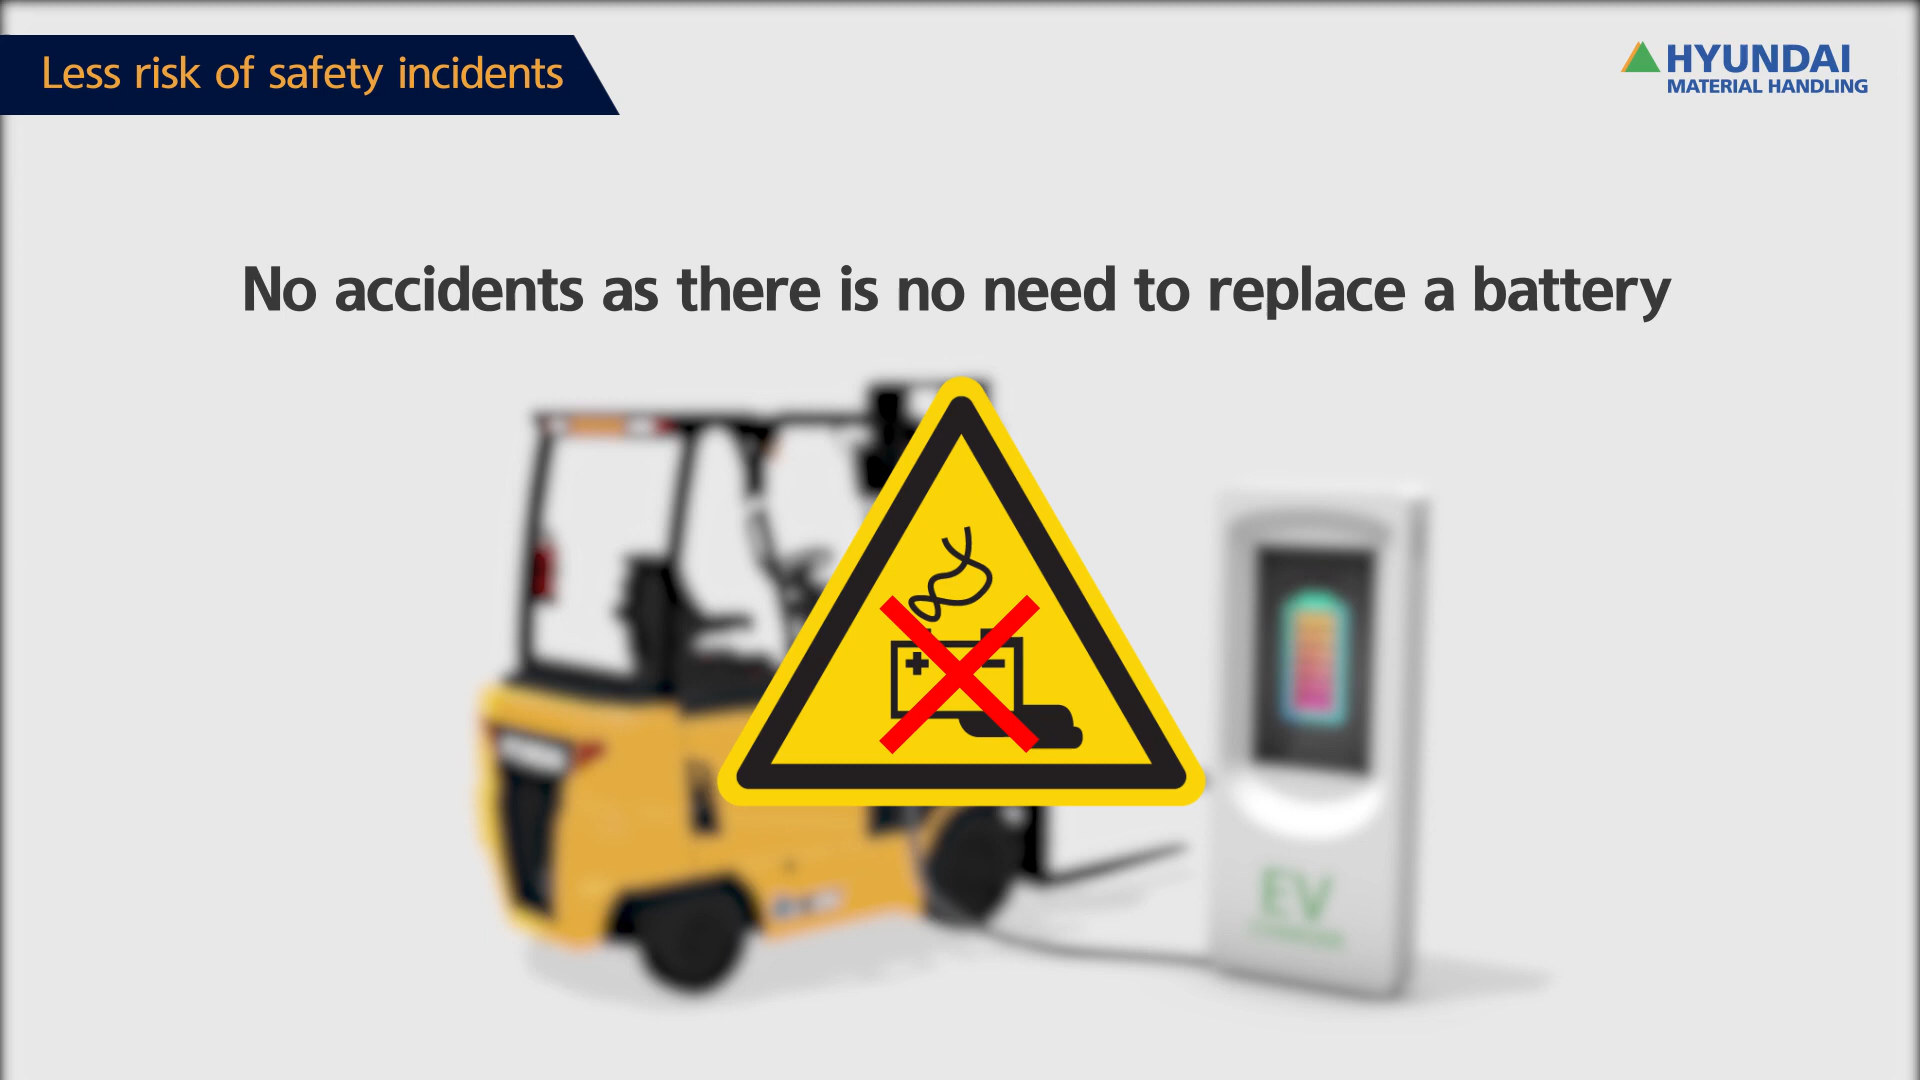 Less risk of safety incidents
HYUNDAI
MATERIAL HANDLING
No accidents as there is no need to replace a battery
EV